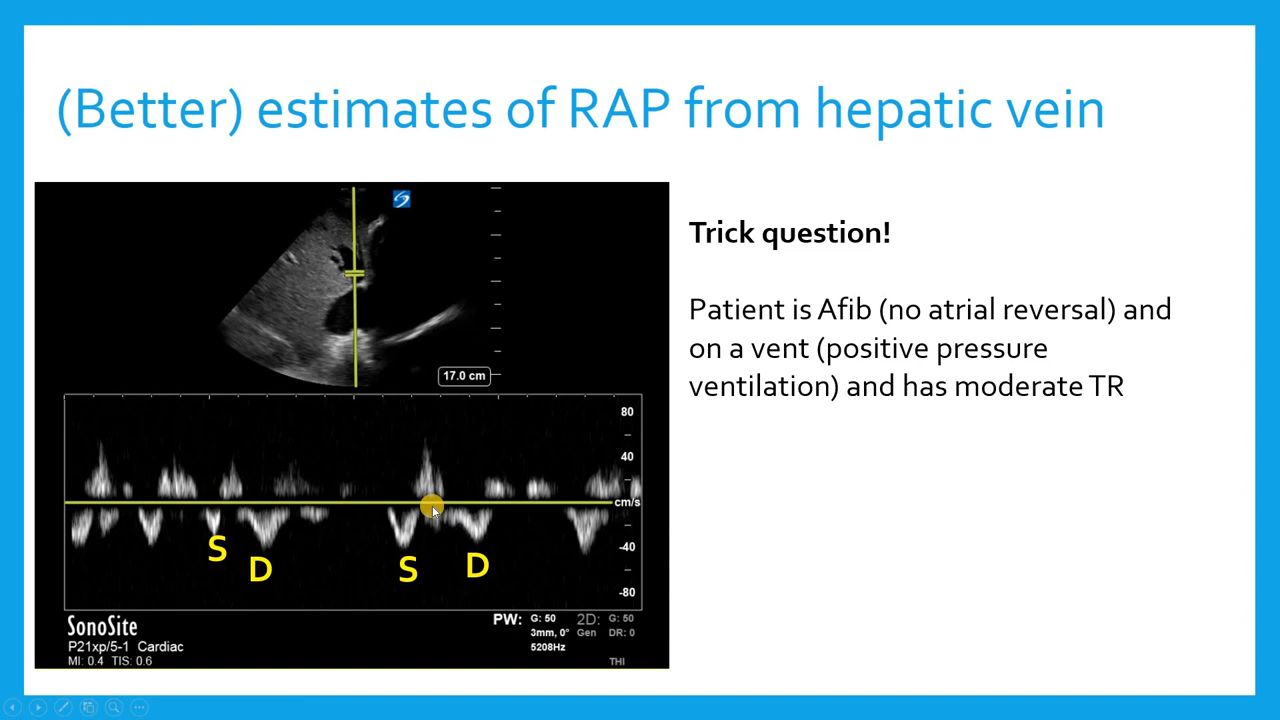 (Better) estimates of RAP from hepatic vein
17.0 cm
80
40
cm/s
-40
-80
S
D
S
D
SonoSite
P21xp/5-1 Cardiac
MI: 0.4 TIS: 0.6
PW:
G: 50
3mm, 0°
5208Hz
2D:
Gen
G: 50
DR: 0
THI
Trick question!
Patient is Afib (no atrial reversal) and
on a vent (positive pressure
ventilation) and has moderate TR